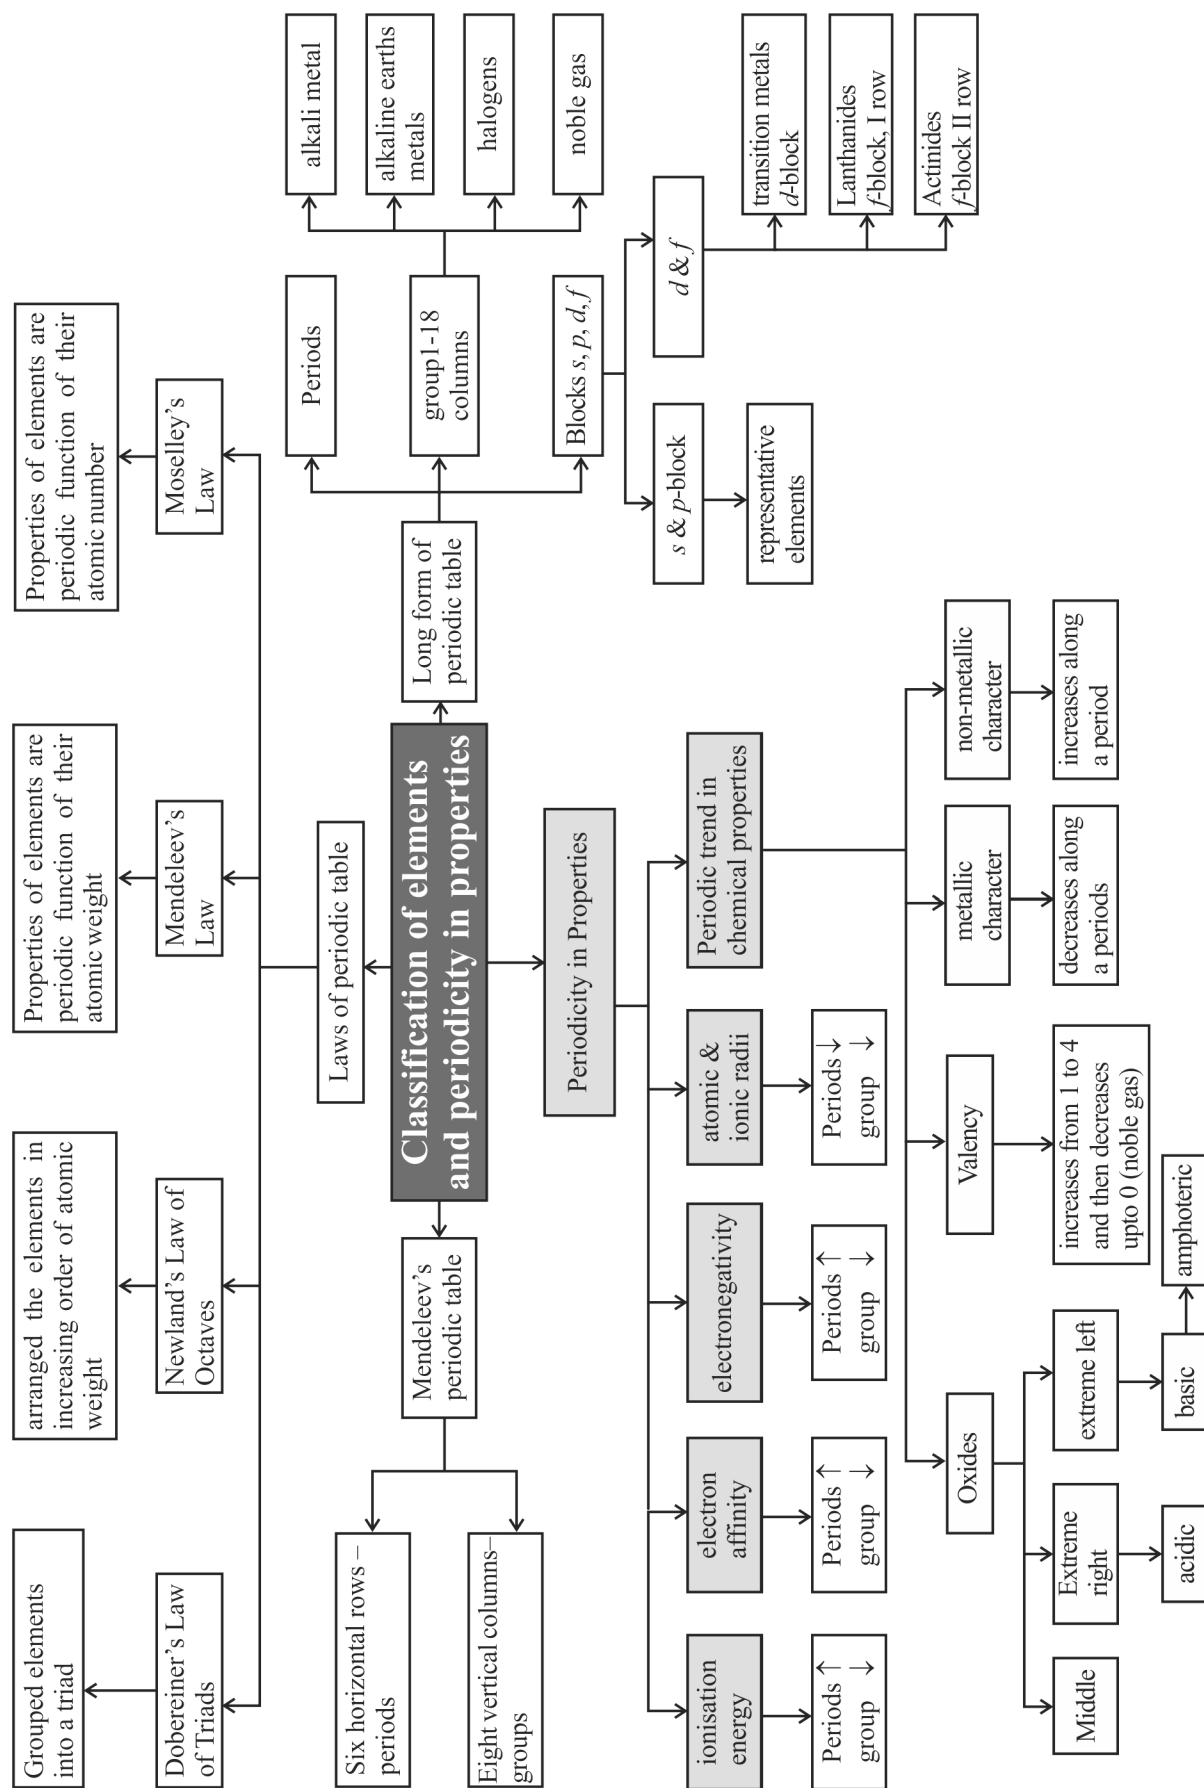 Grouped elements
into a triad
Dobereiner's Law
of Triads
arranged the elements in
increasing order of atomic
weight
Newland's Law of
Octaves
Properties of elements are
periodic function of their
atomic weight
Mendeleev's
Law
Properties of elements are
periodic function of their
atomic number
Moselley's
Law
Laws of periodic table
Classification of elements
and periodicity in properties
Mendeleev's
periodic table
Six horizontal rows –
periods
Eight vertical columns–
groups
Long form of
periodic table
Periods
group1-18
columns
Blocks s, p, d, f
alkali metal
alkaline earths
metals
halogens
noble gas
s & p-block
representative
elements
d & f
transition metals
d-block
Lanthanides
f-block, I row
Actinides
f-block II row
Periodicity in Properties
ionisation
energy
Periods ↑
group ↓
electron
affinity
Periods ↑
group ↓
electronegativity
Periods ↑
group ↓
atomic &
ionic radii
Periods ↓
group ↓
Periodic trend in
chemical properties
Oxides
Middle
Extreme
right
acidic
extreme left
basic
amphoteric
Valency
increases from 1 to 4
and then decreases
upto 0 (noble gas)
metallic
character
decreases along
a periods
non-metallic
character
increases along
a period